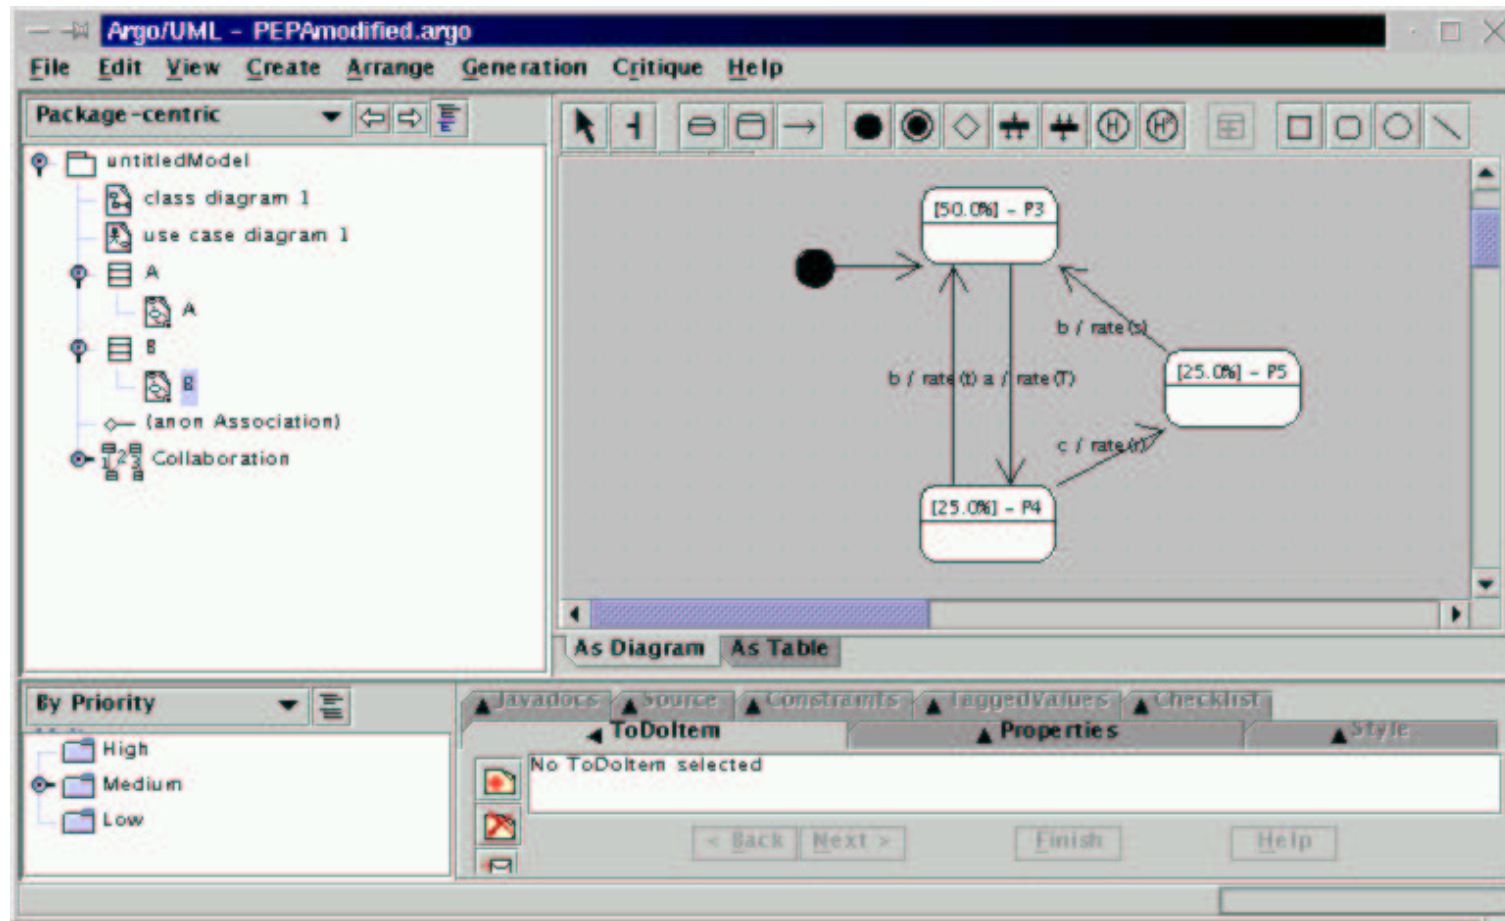 Argo/UML - PEPAmodified.argo
File Edit View Create Arrange Generation Critique Help
Package-centric
untitledModel
class diagram 1
use case diagram 1
A
A
B
B
(anon Association)
Collaboration
[50.0%] - P3
b / rate(s)
[25.0%] - P5
b / rate(t) a / rate(T)
c / rate(r)
[25.0%] - P4
As Diagram As Table
By Priority
High
Medium
Low
Javadocs Source Constraints TaggedValues Checklist
ToDoItem Properties Style
No ToDoItem selected
< Back Next > Finish Help